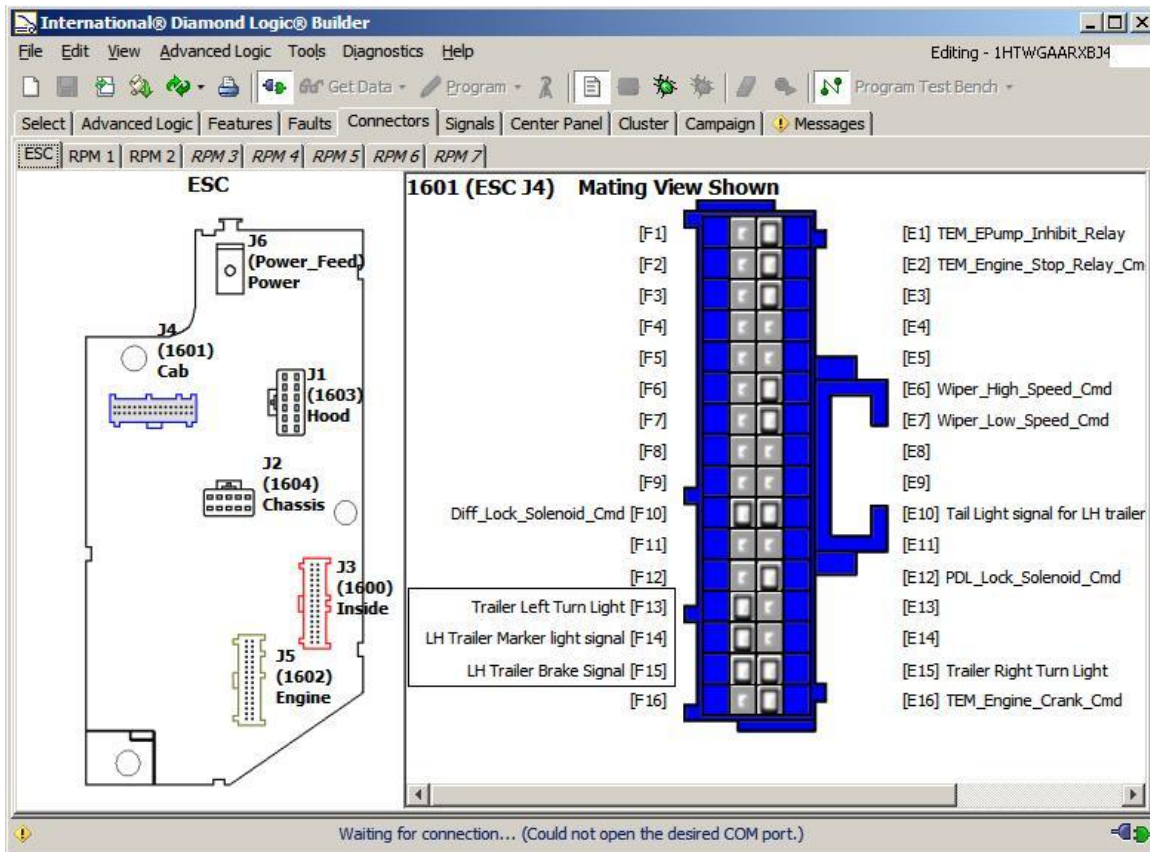 International® Diamond Logic® Builder
File Edit View Advanced Logic Tools Diagnostics Help
Editing - 1HTWGAARXBJ4
Get Data Program Program Test Bench
Select Advanced Logic Features Faults Connectors Signals Center Panel Cluster Campaign Messages
ESC RPM 1 RPM 2 RPM 3 RPM 4 RPM 5 RPM 6 RPM 7
ESC
J6
(Power_Feed)
Power
J4
(1601)
Cab
J1
(1603)
Hood
J2
(1604)
Chassis
J3
(1600)
Inside
J5
(1602)
Engine
1601 (ESC J4) Mating View Shown
[F1] [E1] TEM_EPump_Inhibit_Relay
[F2] [E2] TEM_Engine_Stop_Relay_Cm
[F3] [E3]
[F4] [E4]
[F5] [E5]
[F6] [E6] Wiper_High_Speed_Cmd
[F7] [E7] Wiper_Low_Speed_Cmd
[F8] [E8]
[F9] [E9]
Diff_Lock_Solenoid_Cmd [F10] [E10] Tail Light signal for LH trailer
[F11] [E11]
[F12] [E12] PDL_Lock_Solenoid_Cmd
Trailer Left Turn Light [F13] [E13]
LH Trailer Marker light signal [F14] [E14]
LH Trailer Brake Signal [F15] [E15] Trailer Right Turn Light
[F16] [E16] TEM_Engine_Crank_Cmd
Waiting for connection... (Could not open the desired COM port.)